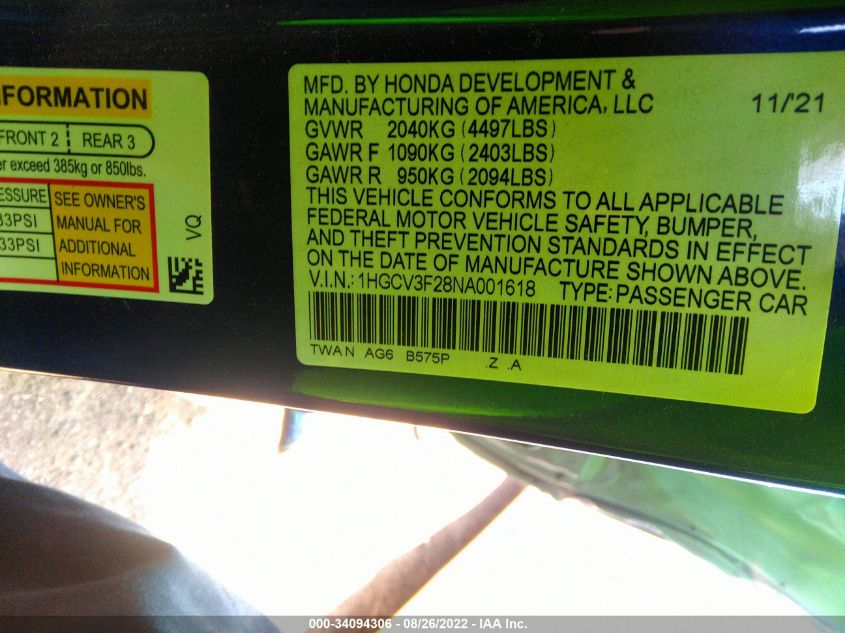 FORMATION
FRONT 2 REAR 3
exceed 385kg or 850lbs.
SEE OWNER'S
MANUAL FOR
ADDITIONAL
INFORMATION
33PSI
33PSI
VQ
MFD. BY HONDA DEVELOPMENT &
MANUFACTURING OF AMERICA, LLC 11/'21
GVWR 2040KG (4497LBS)
GAWR F 1090KG (2403LBS)
GAWR R 950KG (2094LBS)
THIS VEHICLE CONFORMS TO ALL APPLICABLE
FEDERAL MOTOR VEHICLE SAFETY, BUMPER,
AND THEFT PREVENTION STANDARDS IN EFFECT
ON THE DATE OF MANUFACTURE SHOWN ABOVE.
V.I.N.: 1HGCV3F28NA001618 TYPE: PASSENGER CAR
TWA N AG6 B575P .Z .A
000-34094306 - 08/26/2022 - IAA Inc.